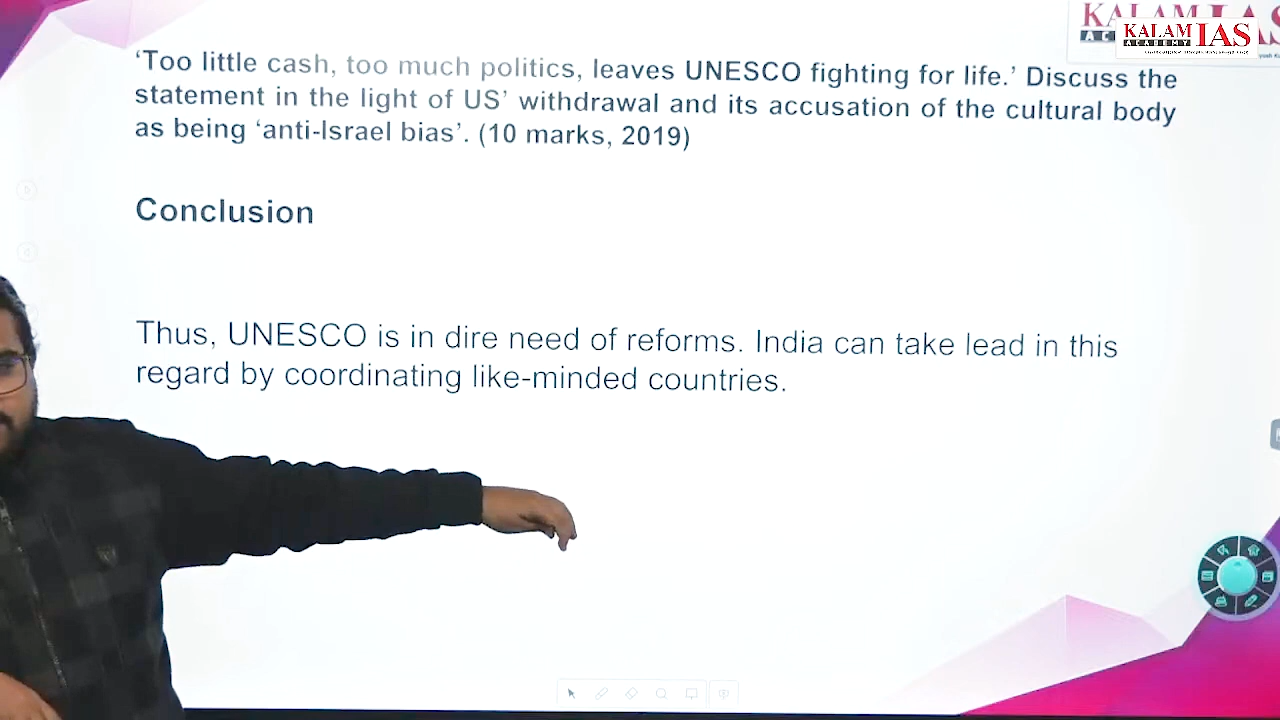 KALAM IAS
KALAM IAS
ACADEMY
‘Too little cash, too much politics, leaves UNESCO fighting for life.’ Discuss the
statement in the light of US’ withdrawal and its accusation of the cultural body
as being ‘anti-Israel bias’. (10 marks, 2019)
Conclusion
Thus, UNESCO is in dire need of reforms. India can take lead in this
regard by coordinating like-minded countries.